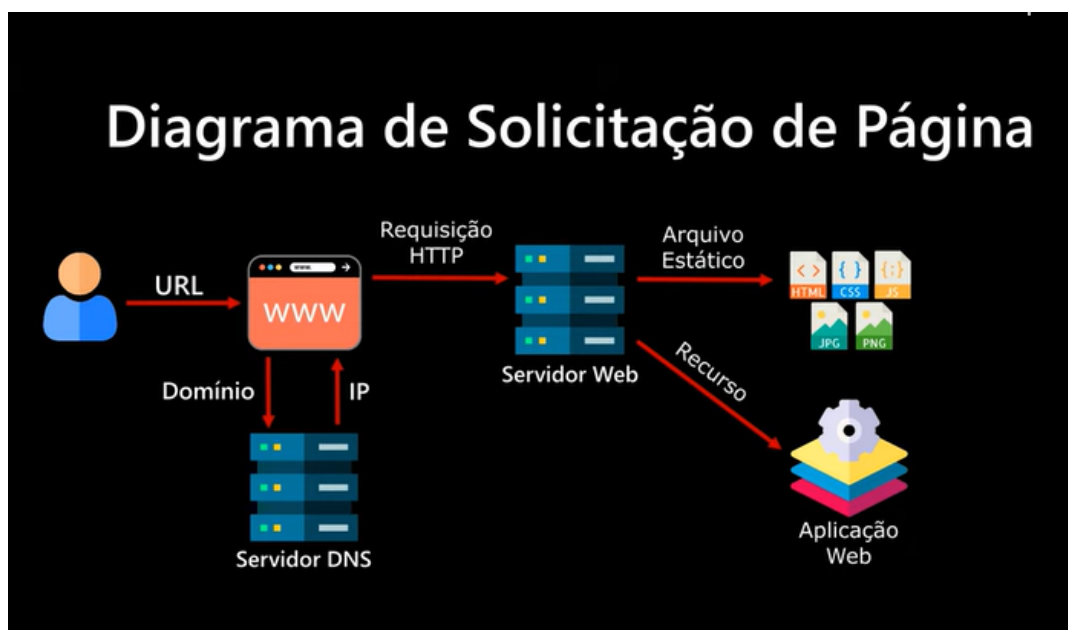 Diagrama de Solicitação de Página
URL
www
WWW
Domínio
IP
Servidor DNS
Requisição
HTTP
Servidor Web
Arquivo
Estático
HTML
CSS
JS
JPG
PNG
Recurso
Aplicação
Web